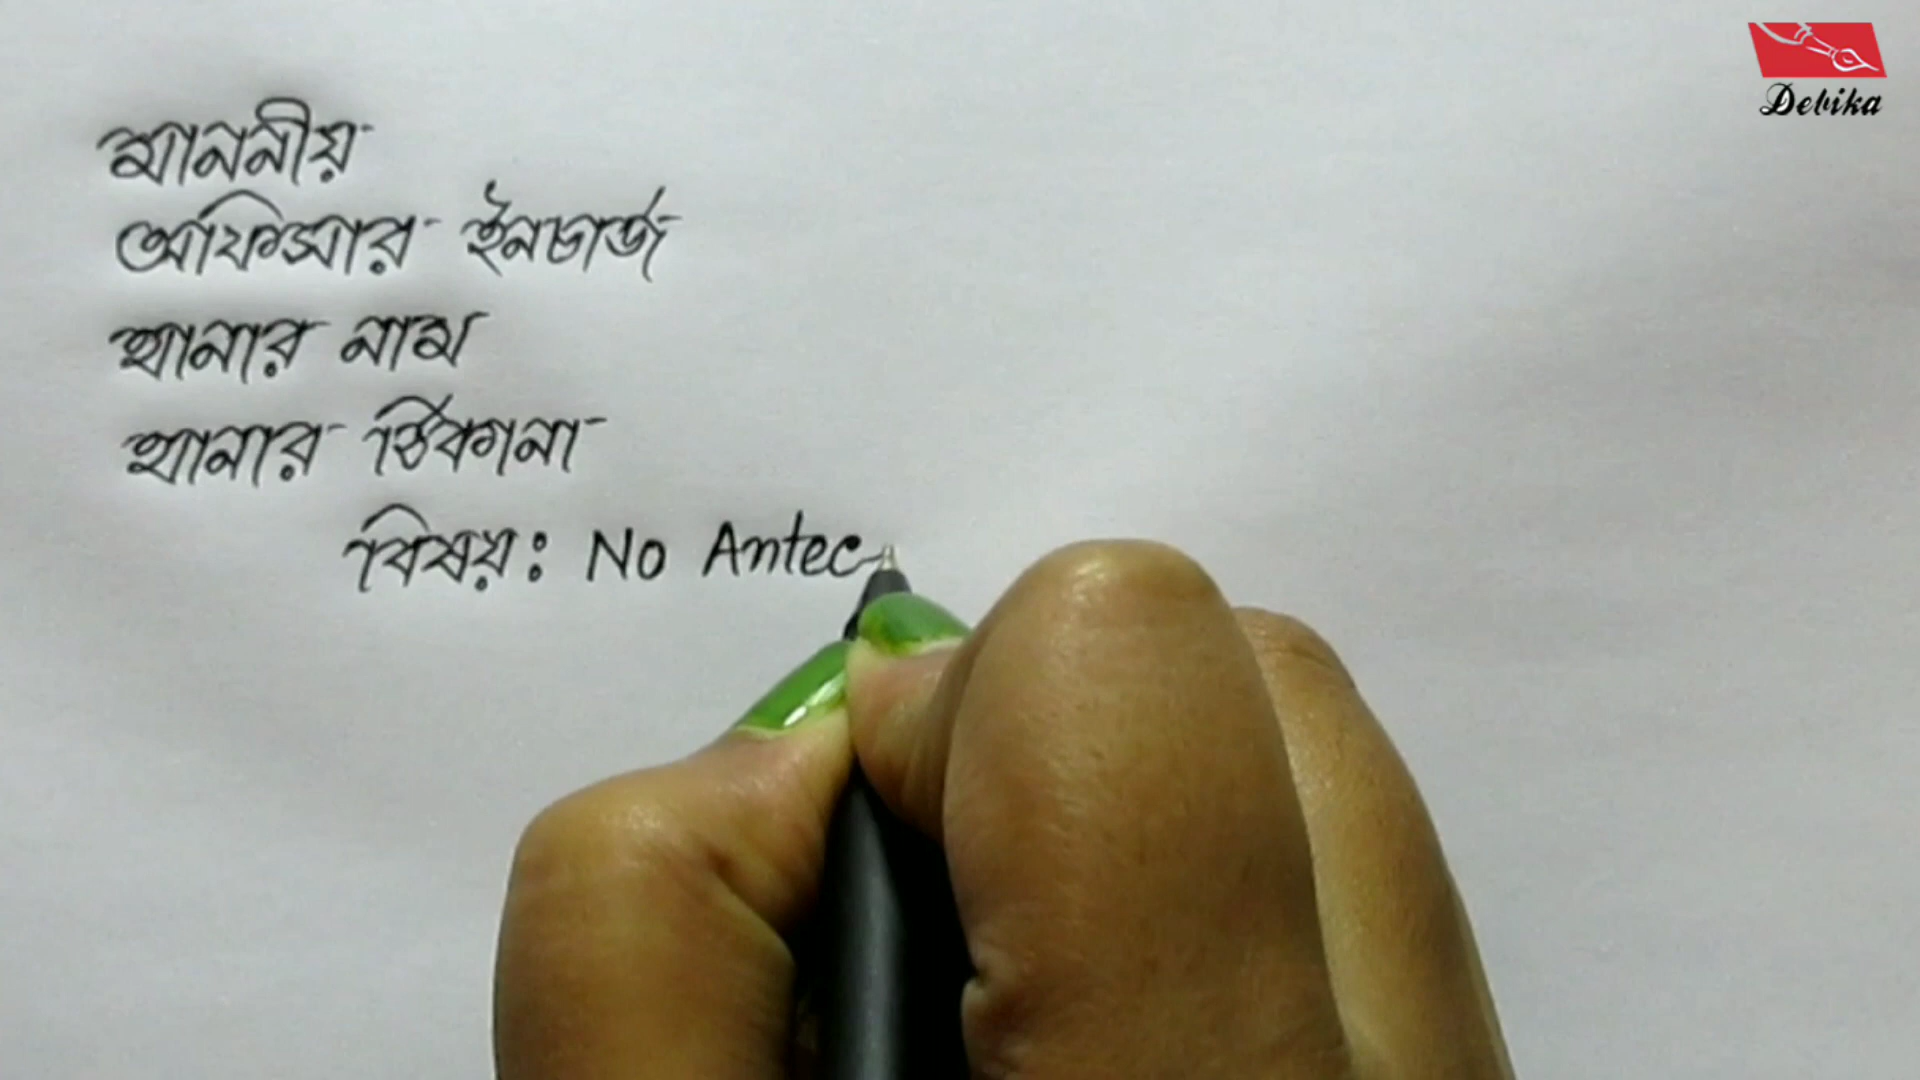 Debika
মাননীয়
অফিসার ইনচার্জ
থানার নাম
থানার ঠিকানা
বিষয়: No Antec